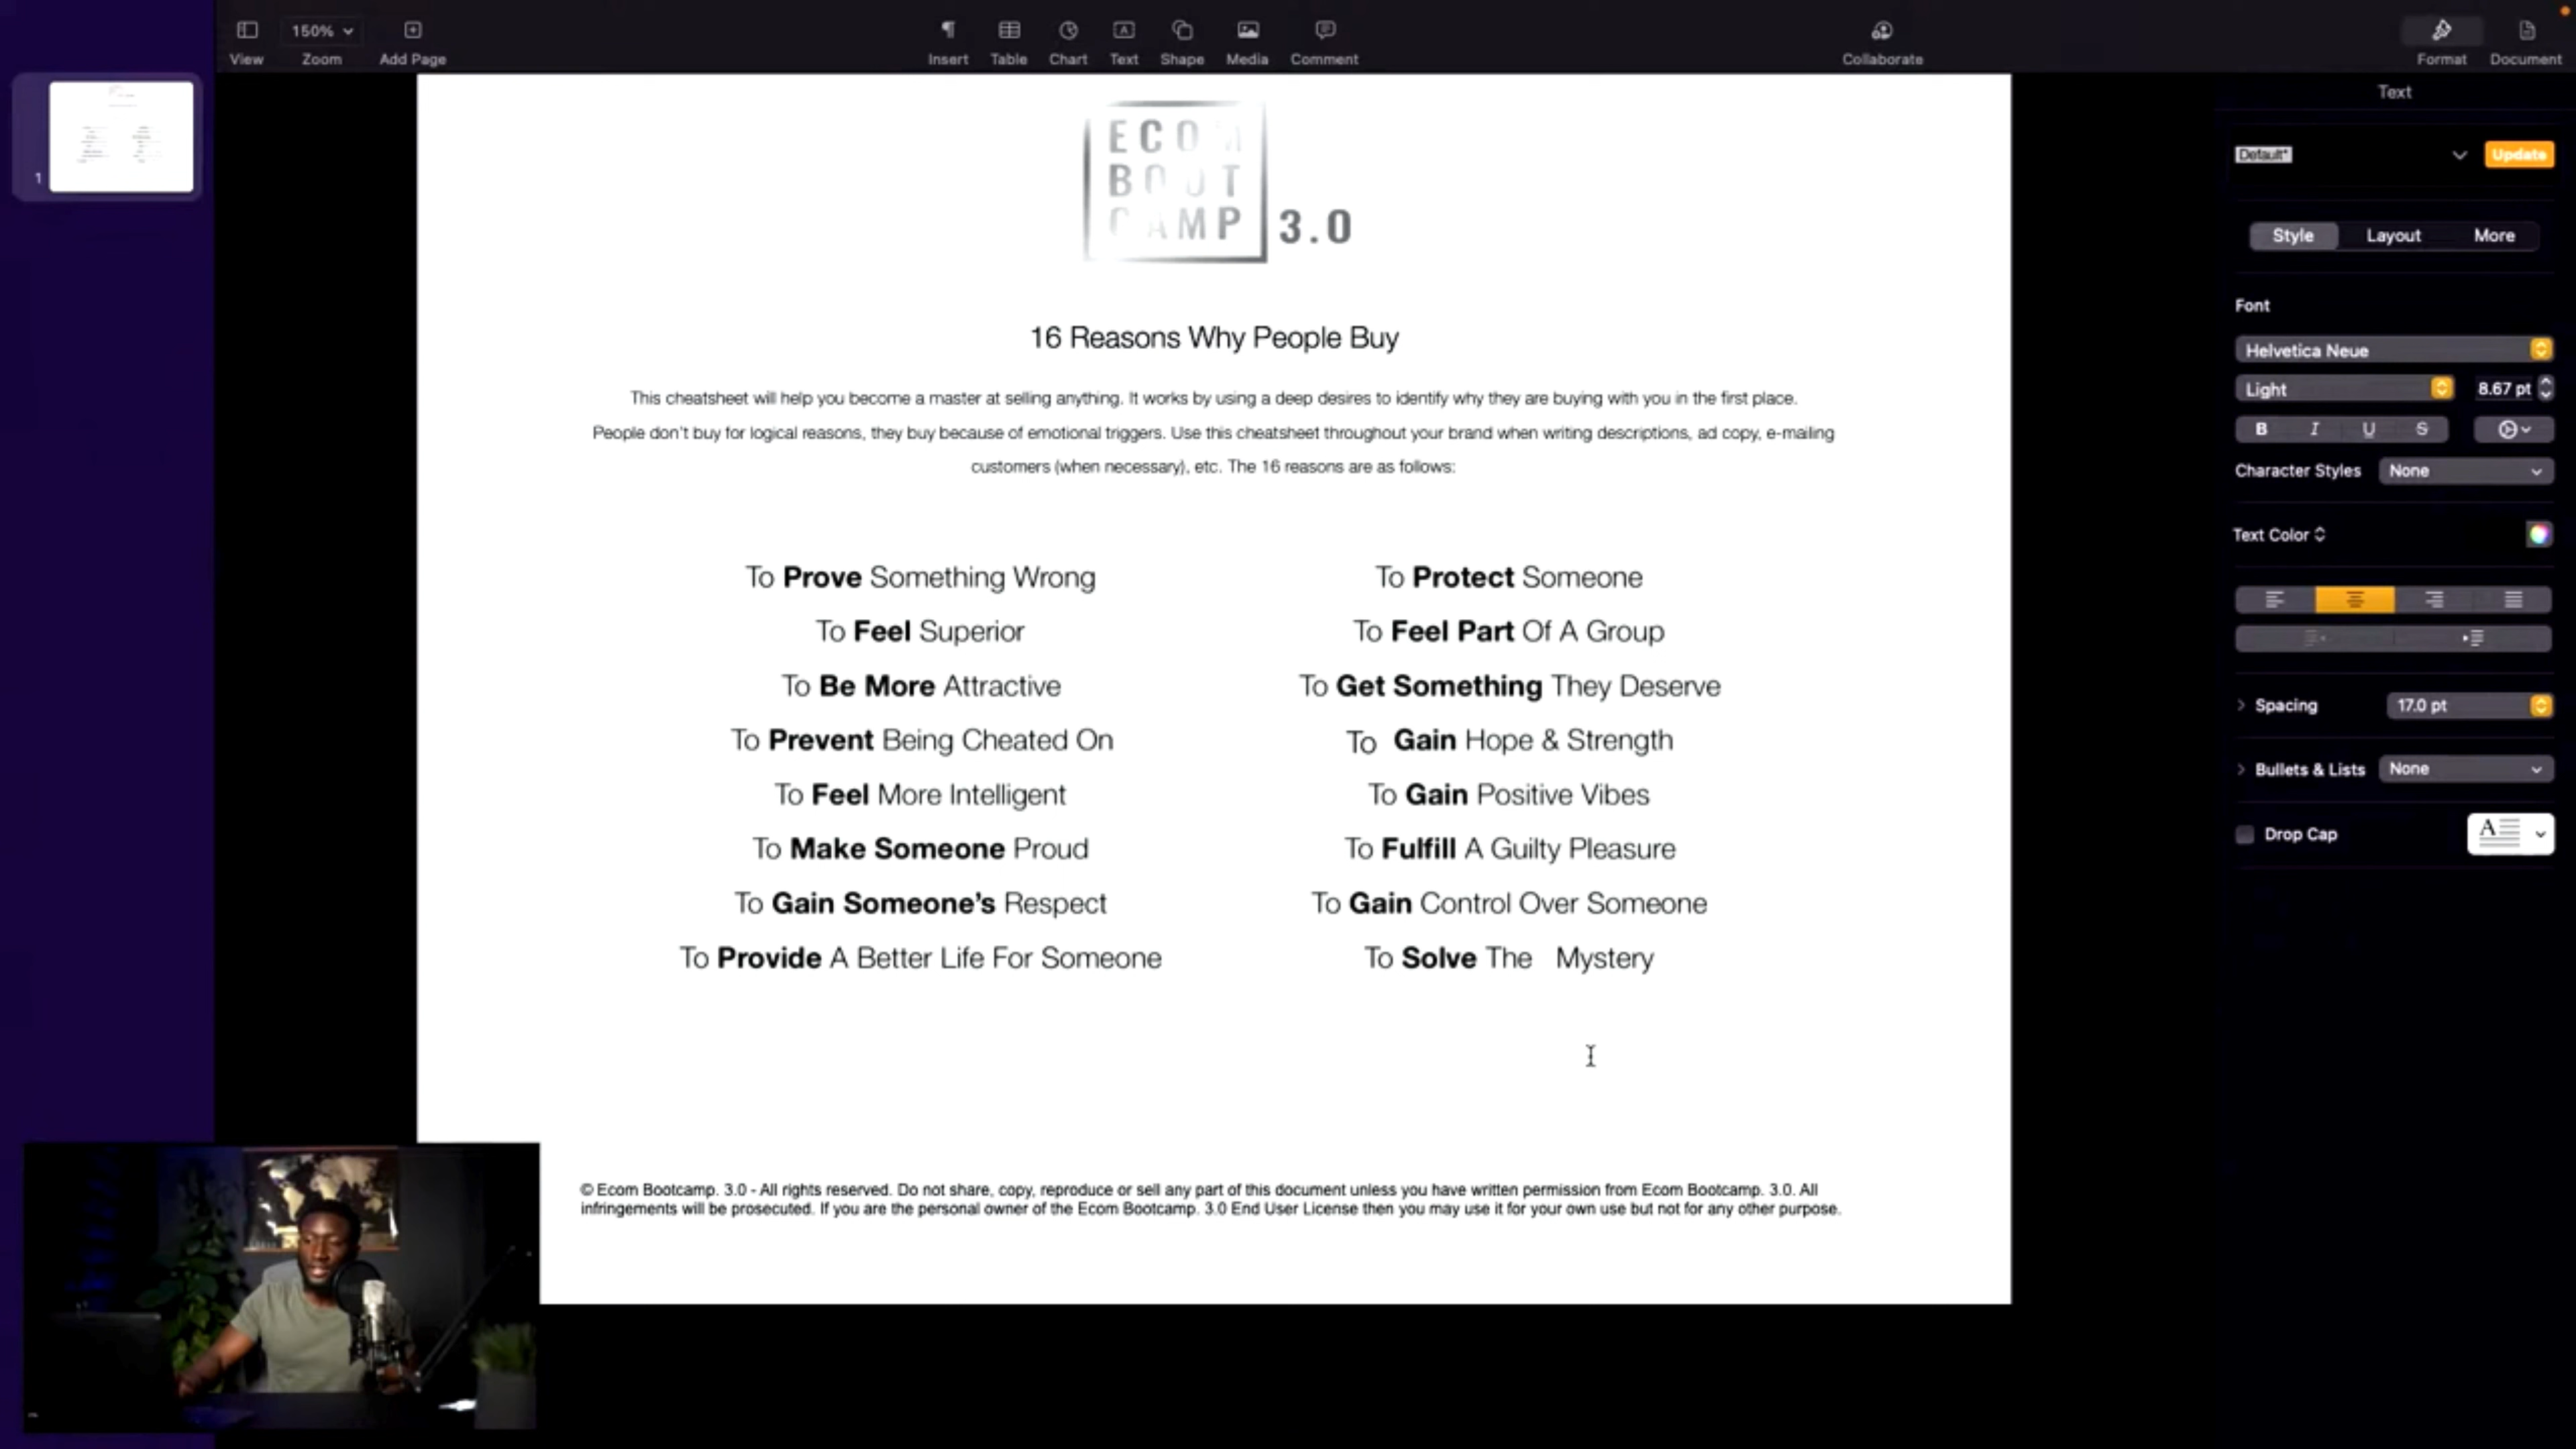 View
150%
Zoom
Add Page
Insert
Table
Chart
Text
Shape
Media
Comment
Collaborate
Format
Document
1
ECOM
BOOT
CAMP 3.0
16 Reasons Why People Buy
This cheatsheet will help you become a master at selling anything. It works by using a deep desires to identify why they are buying with you in the first place.
People don't buy for logical reasons, they buy because of emotional triggers. Use this cheatsheet throughout your brand when writing descriptions, ad copy, e-mailing
customers (when necessary), etc. The 16 reasons are as follows:
To Prove Something Wrong
To Feel Superior
To Be More Attractive
To Prevent Being Cheated On
To Feel More Intelligent
To Make Someone Proud
To Gain Someone's Respect
To Provide A Better Life For Someone
To Protect Someone
To Feel Part Of A Group
To Get Something They Deserve
To Gain Hope & Strength
To Gain Positive Vibes
To Fulfill A Guilty Pleasure
To Gain Control Over Someone
To Solve The Mystery
© Ecom Bootcamp. 3.0 - All rights reserved. Do not share, copy, reproduce or sell any part of this document unless you have written permission from Ecom Bootcamp. 3.0. All
infringements will be prosecuted. If you are the personal owner of the Ecom Bootcamp. 3.0 End User License then you may use it for your own use but not for any other purpose.
Text
Default*
Update
Style
Layout
More
Font
Helvetica Neue
Light
8.67 pt
B I U S
Character Styles
None
Text Color
Spacing
17.0 pt
Bullets & Lists
None
Drop Cap
A